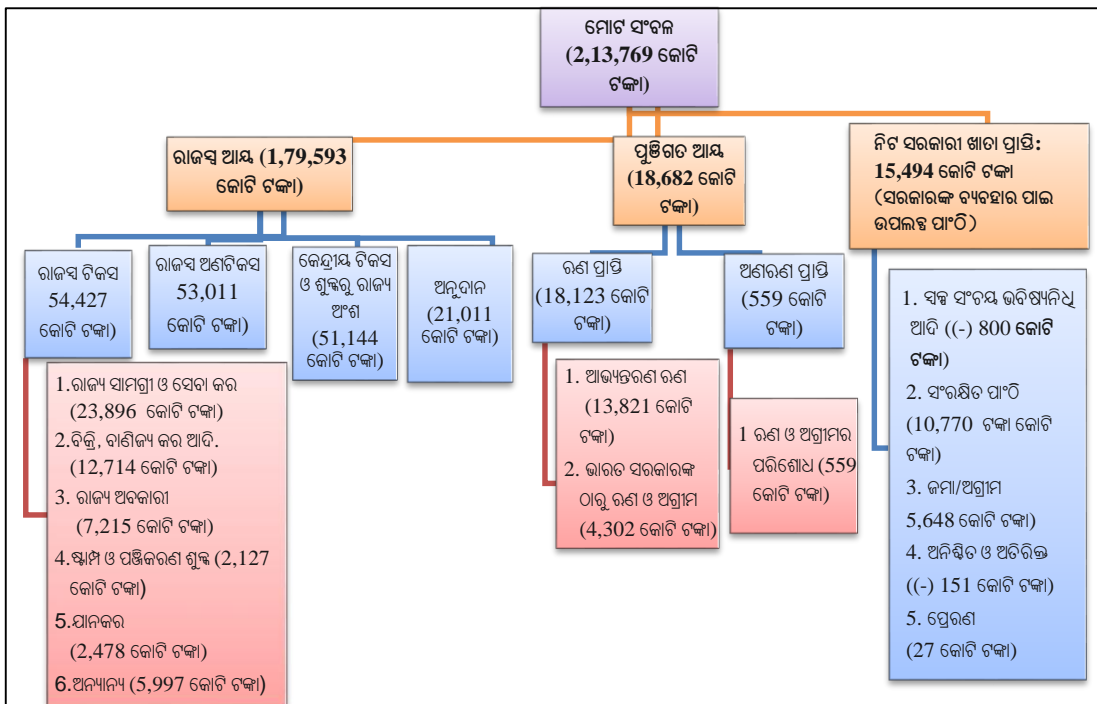 ମୋଟ ସଂବଳ
(2,13,769 କୋଟି
ଟଙ୍କା)
ରାଜସ୍ୱ ଆୟ (1,79,593
କୋଟି ଟଙ୍କା)
ପୁଞ୍ଜିଗତ ଆୟ
(18,682 କୋଟି
ଟଙ୍କା)
ନିଟ ସରକାରୀ ଖାତା ପ୍ରାପ୍ତି:
15,494 କୋଟି ଟଙ୍କା
(ସରକାରଙ୍କ ବ୍ୟବହାର ପାଇ
ଉପଲବ୍ଧ ପାଂଠି)
ରାଜସ୍ୱ ଟିକସ
54,427
କୋଟି ଟଙ୍କା)
ରାଜସ୍ୱ ଅଣଟିକସ
53,011
କୋଟି ଟଙ୍କା)
କେନ୍ଦ୍ରୀୟ ଟିକସ
ଓ ଶୁଳ୍କରୁ ରାଜ୍ୟ
ଅଂଶ
(51,144
କୋଟି ଟଙ୍କା)
ଅନୁଦାନ
(21,011 କୋଟି
ଟଙ୍କା)
ଋଣ ପ୍ରାପ୍ତି
(18,123 କୋଟି
ଟଙ୍କା)
ଅଣଋଣ ପ୍ରାପ୍ତି
(559 କୋଟି
ଟଙ୍କା)
1.ରାଜ୍ୟ ସାମଗ୍ରୀ ଓ ସେବା କର
(23,896 କୋଟି ଟଙ୍କା)
2.ବିକ୍ରି, ବାଣିଜ୍ୟ କର ଆଦି.
(12,714 କୋଟି ଟଙ୍କା)
3. ରାଜ୍ୟ ଅବକାରୀ
(7,215 କୋଟି ଟଙ୍କା)
4.ଷ୍ଟାମ୍ପ ଓ ପଞ୍ଜିକରଣ ଶୁଳ୍କ (2,127
କୋଟି ଟଙ୍କା)
5.ଯାନକର
(2,478 କୋଟି ଟଙ୍କା)
6.ଅନ୍ୟାନ୍ୟ (5,997 କୋଟି ଟଙ୍କା)
1. ଆଭ୍ୟନ୍ତରଣ ଋଣ
(13,821 କୋଟି
ଟଙ୍କା)
2. ଭାରତ ସରକାରଙ୍କ
ଠାରୁ ଋଣ ଓ ଅଗ୍ରୀମ
(4,302 କୋଟି ଟଙ୍କା)
1 ଋଣ ଓ ଅଗ୍ରୀମର
ପରିଶୋଧ (559
କୋଟି ଟଙ୍କା)
1. ସ୍ୱଳ୍ପ ସଂଚୟ ଭବିଷ୍ୟନିଧି
ଆଦି ((-) 800 କୋଟି
ଟଙ୍କା)
2. ସଂରକ୍ଷିତ ପାଂଠି
(10,770 ଟଙ୍କା କୋଟି
ଟଙ୍କା)
3. ଜମା/ଅଗ୍ରୀମ
5,648 କୋଟି ଟଙ୍କା)
4. ଅନିଶ୍ଚିତ ଓ ଅତିରିକ୍ତ
((-) 151 କୋଟି ଟଙ୍କା)
5. ପ୍ରେରଣ
(27 କୋଟି ଟଙ୍କା)